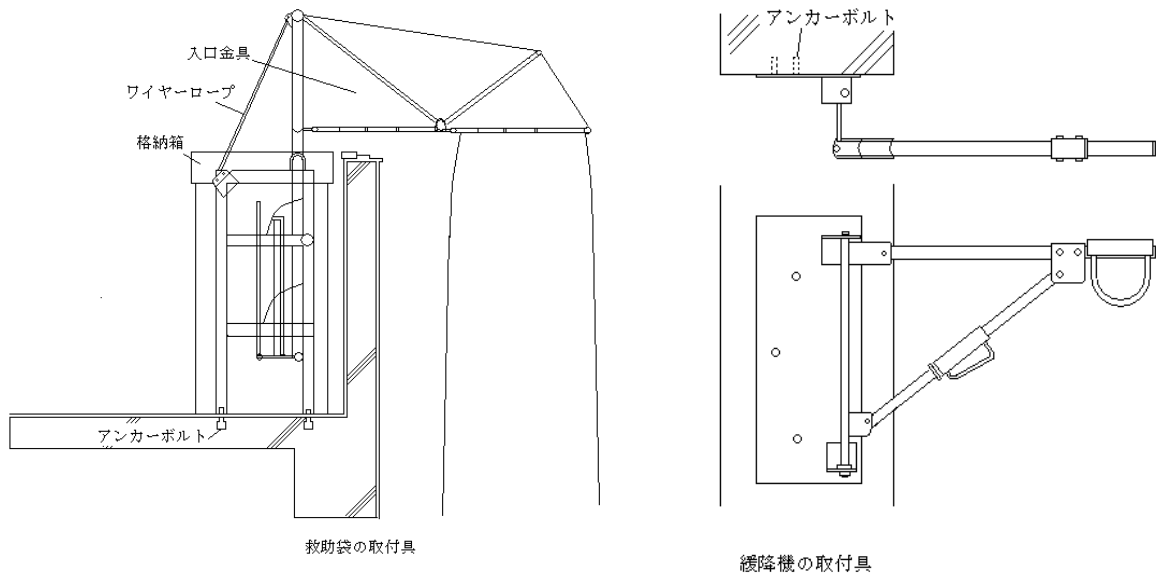 入口金具
ワイヤーロープ
格納箱
アンカーボルト
救助袋の取付具
アンカーボルト
緩降機の取付具